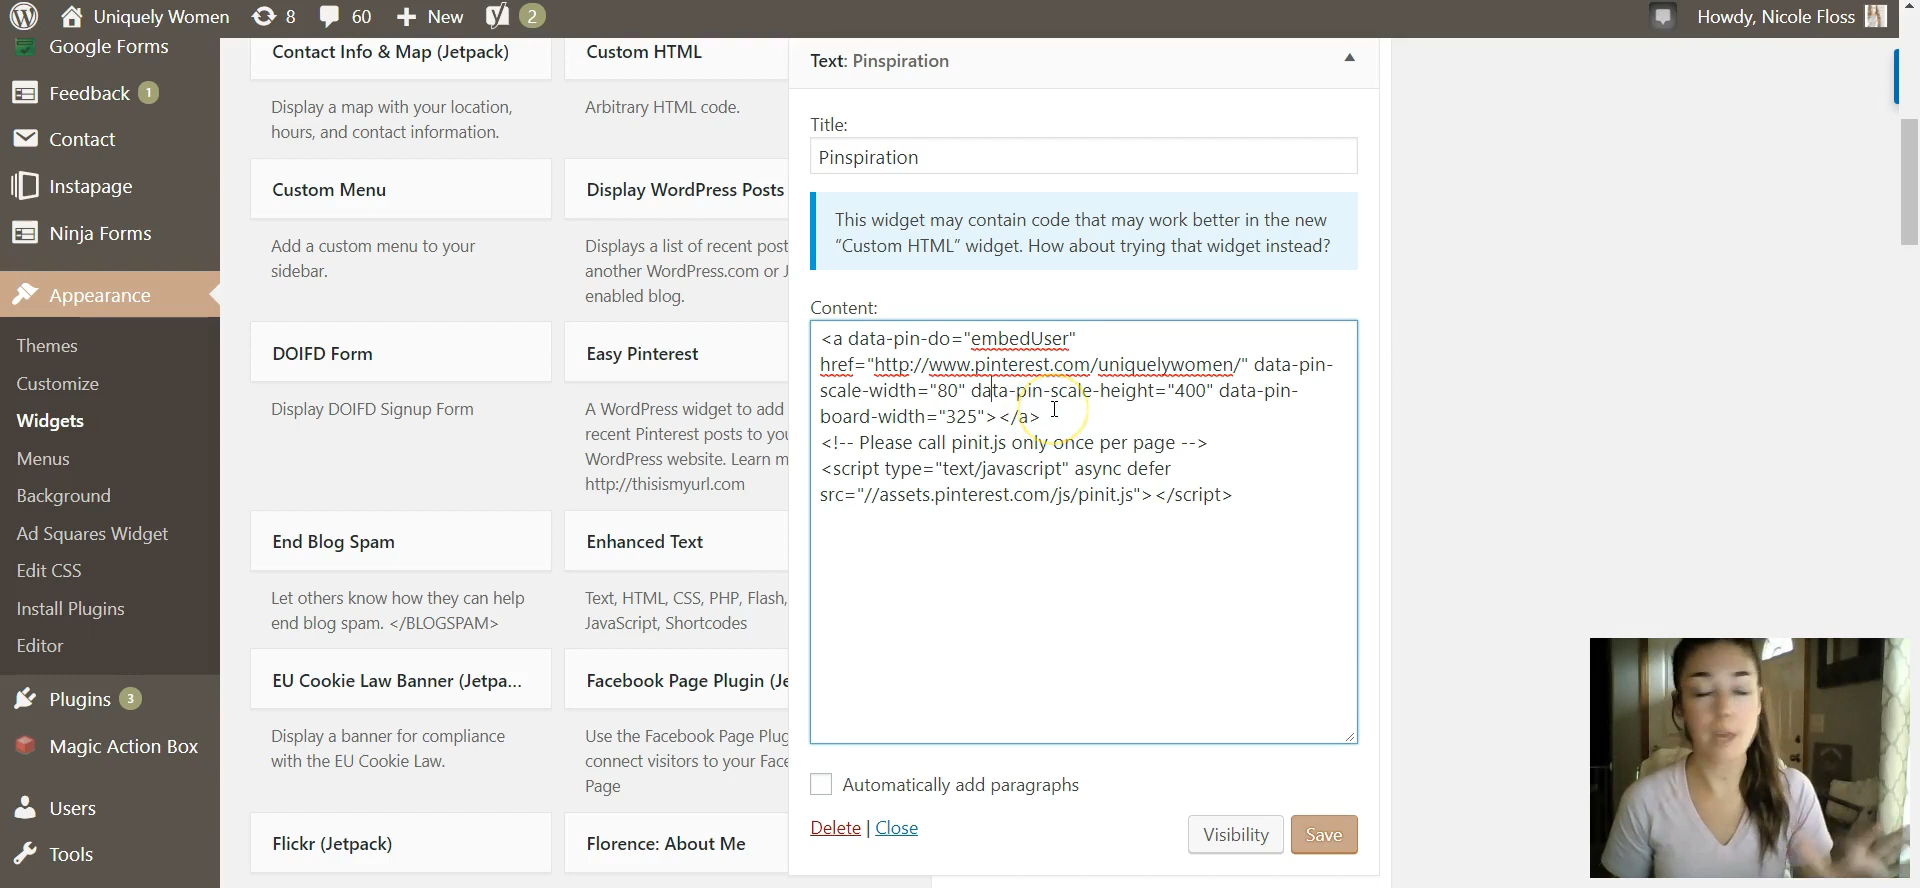 Uniquely Women
8
60
New
2
Howdy, Nicole Floss
Google Forms
Feedback 1
Contact
Instapage
Ninja Forms
Appearance
Themes
Customize
Widgets
Menus
Background
Ad Squares Widget
Edit CSS
Install Plugins
Editor
Plugins 3
Magic Action Box
Users
Tools
Contact Info & Map (Jetpack)
Display a map with your location,
hours, and contact information.
Custom Menu
Add a custom menu to your
sidebar.
DOIFD Form
Display DOIFD Signup Form
End Blog Spam
Let others know how they can help
end blog spam. </BLOGSPAM>
EU Cookie Law Banner (Jetpa...
Display a banner for compliance
with the EU Cookie Law.
Flickr (Jetpack)
Custom HTML
Arbitrary HTML code.
Display WordPress Posts
Displays a list of recent post
another WordPress.com or J
enabled blog.
Easy Pinterest
A WordPress widget to add
recent Pinterest posts to you
WordPress website. Learn m
http://thisismyurl.com
Enhanced Text
Text, HTML, CSS, PHP, Flash,
JavaScript, Shortcodes
Facebook Page Plugin (Je
Use the Facebook Page Plug
connect visitors to your Face
Page
Florence: About Me
Text: Pinspiration
Title:
Pinspiration
This widget may contain code that may work better in the new
“Custom HTML” widget. How about trying that widget instead?
Content:
<a data-pin-do="embedUser"
href="http://www.pinterest.com/uniquelywomen/" data-pin-
scale-width="80" data-pin-scale-height="400" data-pin-
board-width="325"></a>
<!-- Please call pinit.js only once per page -->
<script type="text/javascript" async defer
src="//assets.pinterest.com/js/pinit.js"></script>
Automatically add paragraphs
Delete | Close
Visibility
Save